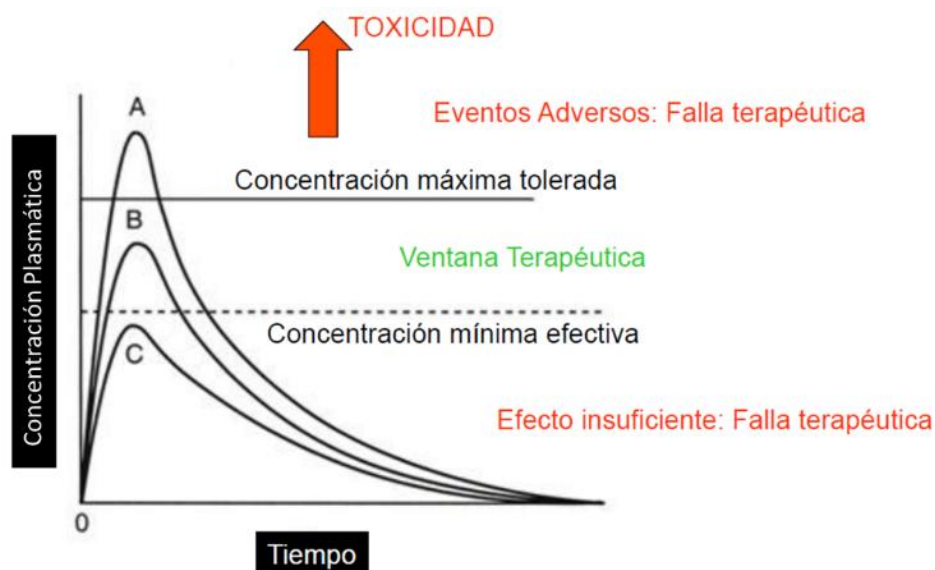 TOXICIDAD
A
Eventos Adversos: Falla terapéutica
Concentración máxima tolerada
B
Ventana Terapéutica
Concentración Plasmática
Concentración mínima efectiva
C
Efecto insuficiente: Falla terapéutica
0
Tiempo